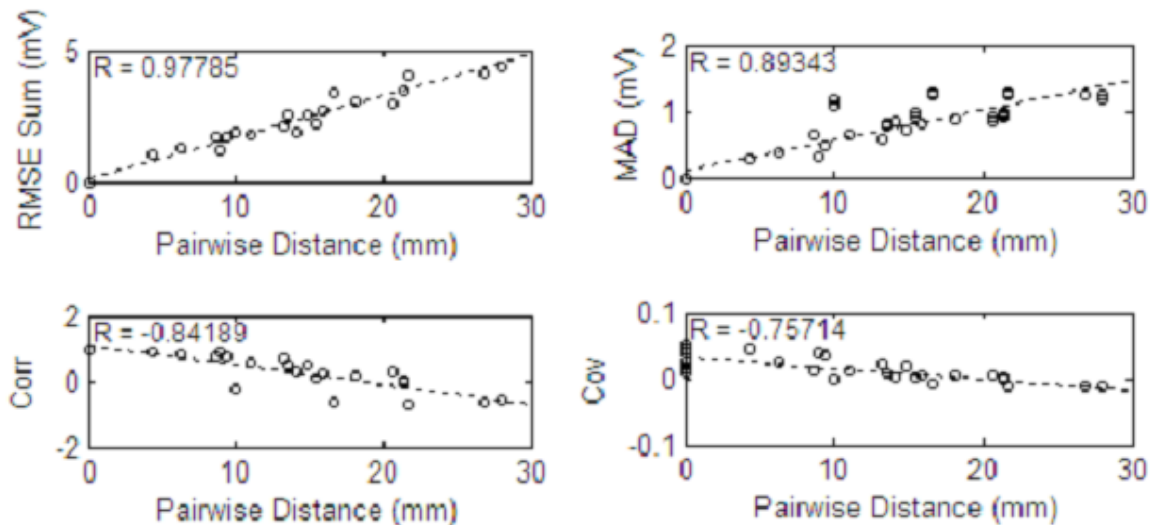 RMSE Sum (mV)
5
0
R = 0.97785
0 10 20 30
Pairwise Distance (mm)
MAD (mV)
2
1
0
R = 0.89343
0 10 20 30
Pairwise Distance (mm)
Corr
2
0
-2
R = -0.84189
0 10 20 30
Pairwise Distance (mm)
Cov
0.1
0
-0.1
R = -0.75714
0 10 20 30
Pairwise Distance (mm)